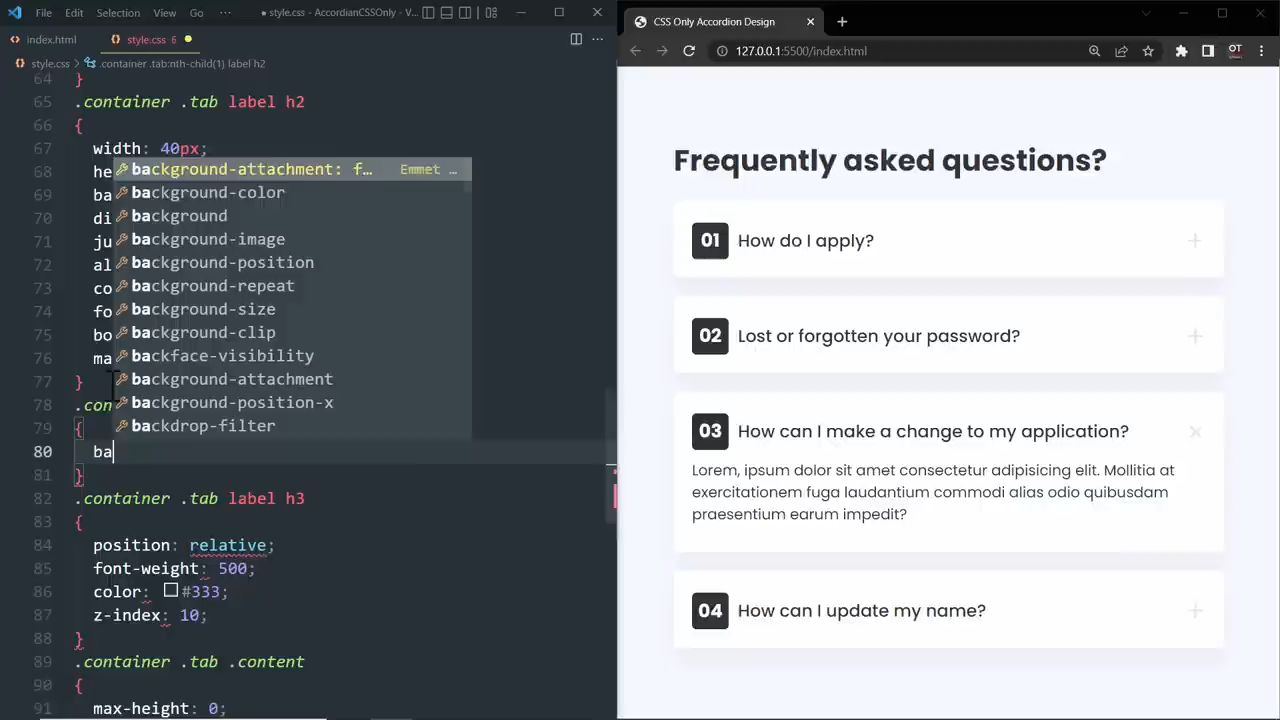 File Edit Selection View Go ··· ● style.css - AccordianCSSOnly - V...
index.html
style.css 6 ●
style.css > .container .tab:nth-child(1) label h2
64 }
65 .container .tab label h2
66 {
67 width: 40px;
68 he
69 ba
70 di
71 ju
72 al
73 co
74 fo
75 bo
76 ma
77 }
78 .con
79 {
80 ba
81 }
82 .container .tab label h3
83 {
84 position: relative;
85 font-weight: 500;
86 color: #333;
87 z-index: 10;
88 }
89 .container .tab .content
90 {
91 max-height: 0;
background-attachment: f… Emmet …
background-color
background
background-image
background-position
background-repeat
background-size
background-clip
backface-visibility
background-attachment
background-position-x
backdrop-filter
CSS Only Accordion Design
127.0.0.1:5500/index.html
OT
Frequently asked questions?
01 How do I apply? +
02 Lost or forgotten your password? +
03 How can I make a change to my application? ×
Lorem, ipsum dolor sit amet consectetur adipisicing elit. Mollitia at
exercitationem fuga laudantium commodi alias odio quibusdam
praesentium earum impedit?
04 How can I update my name? +